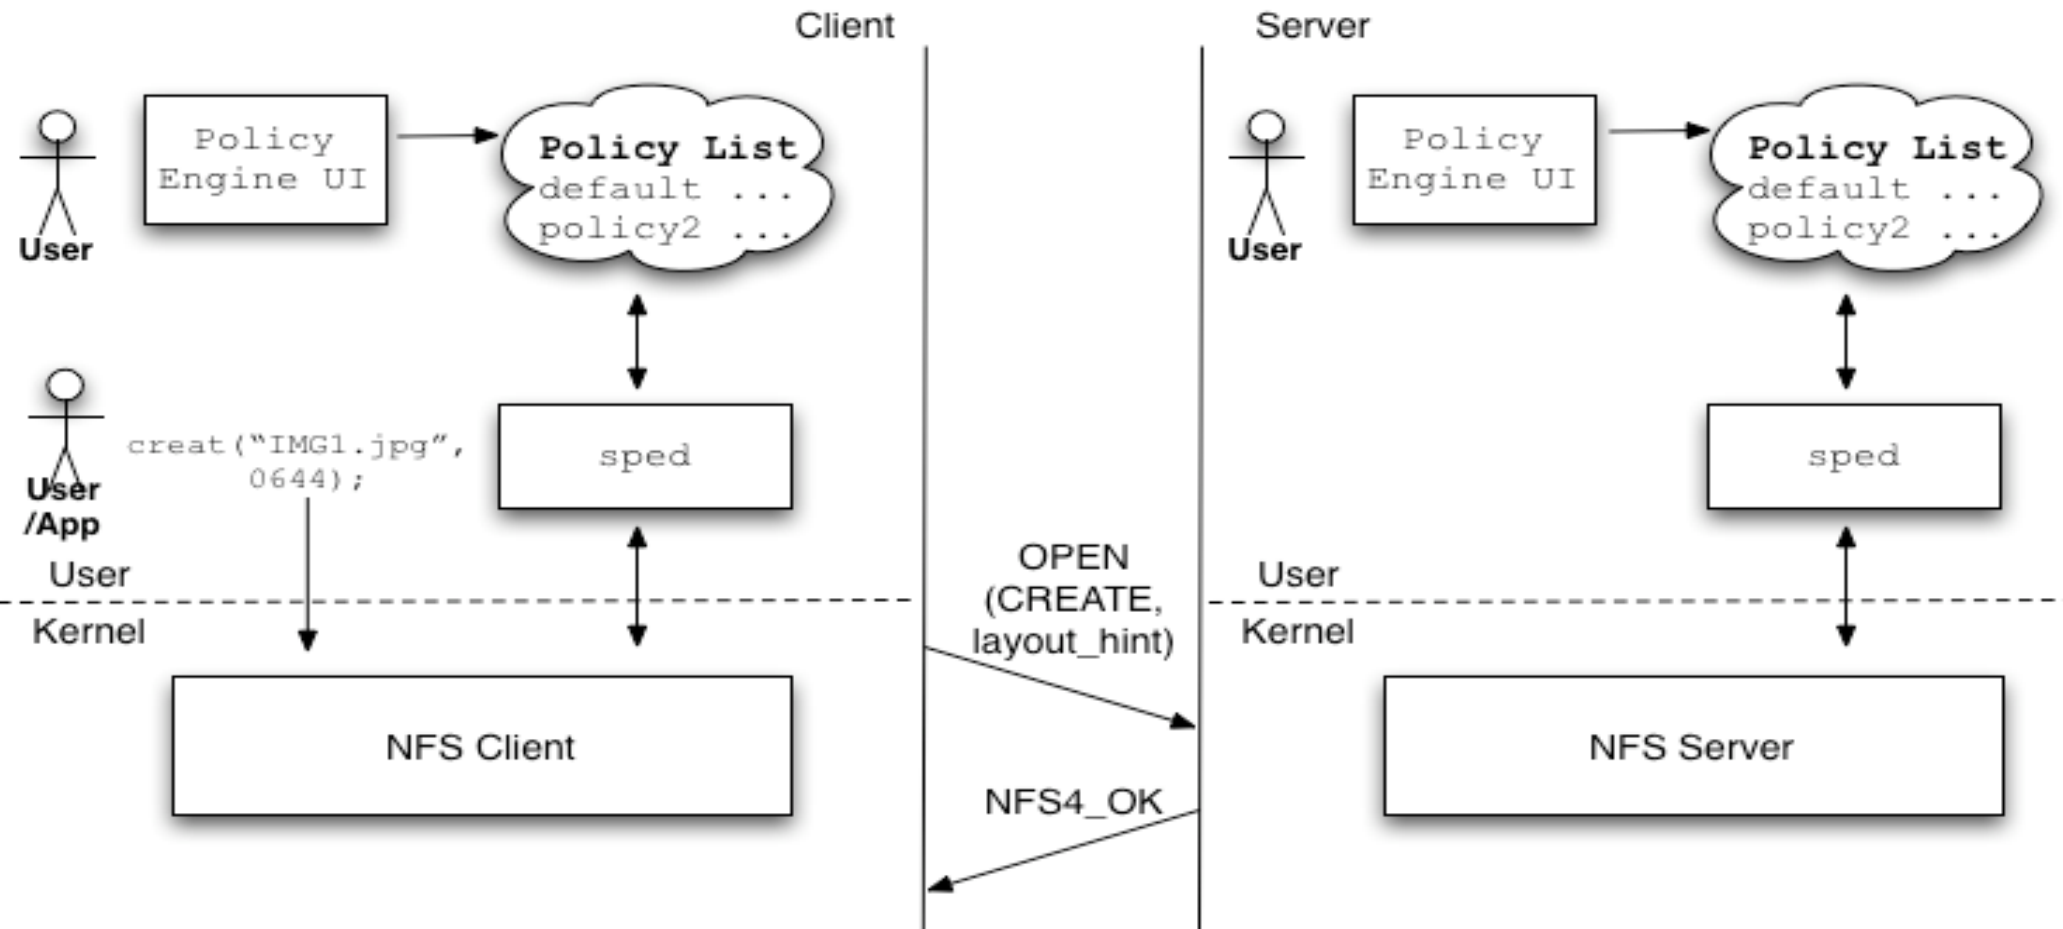 Client
Server
Policy
Engine UI
Policy List
default ...
policy2 ...
User
creat(“IMG1.jpg”,
0644);
User
/App
sped
User
Kernel
NFS Client
OPEN
(CREATE,
layout_hint)
NFS4_OK
Policy
Engine UI
Policy List
default ...
policy2 ...
User
sped
User
Kernel
NFS Server